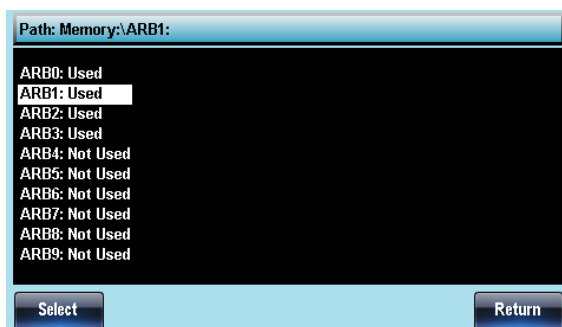 Path: Memory:\ARB1:
ARB0: Used
ARB1: Used
ARB2: Used
ARB3: Used
ARB4: Not Used
ARB5: Not Used
ARB6: Not Used
ARB7: Not Used
ARB8: Not Used
ARB9: Not Used
Select Return